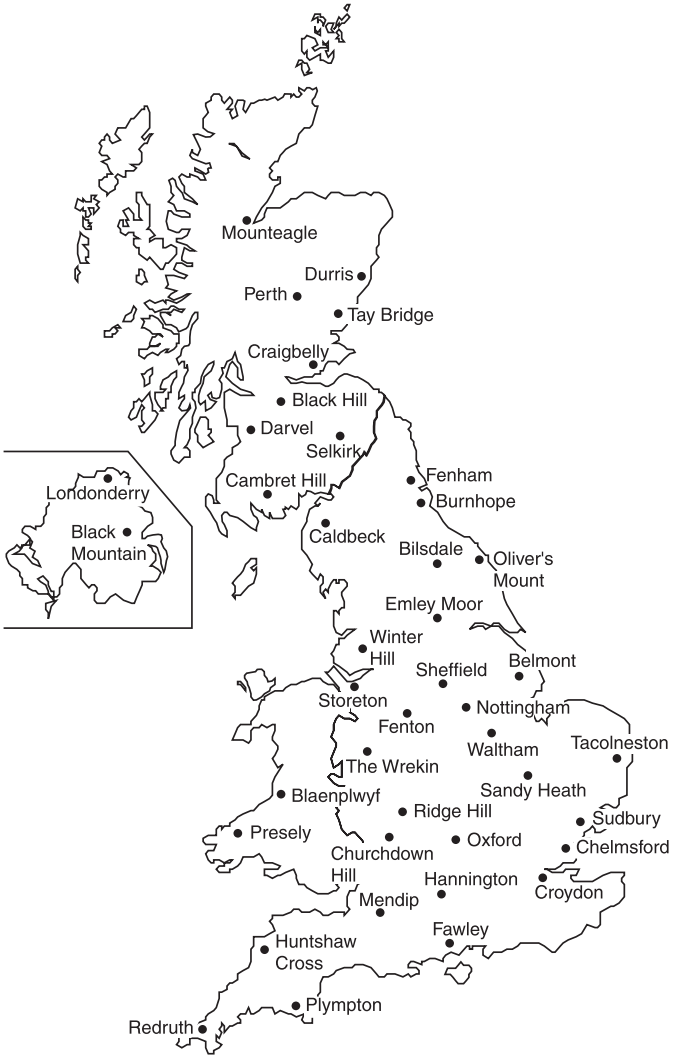 Mounteagle
Durris
Perth
Tay Bridge
Craigbelly
Black Hill
Darvel
Selkirk
Cambret Hill
Fenham
Londonderry
Burnhope
Black
Mountain
Caldbeck
Bilsdale
Oliver's
Mount
Emley Moor
Winter
Hill
Belmont
Sheffield
Storeton
Nottingham
Fenton
Waltham
Tacolneston
The Wrekin
Sandy Heath
Blaenplwyf
Ridge Hill
Sudbury
Presely
Oxford
Chelmsford
Churchdown
Hill
Hannington
Croydon
Mendip
Fawley
Huntshaw
Cross
Plympton
Redruth